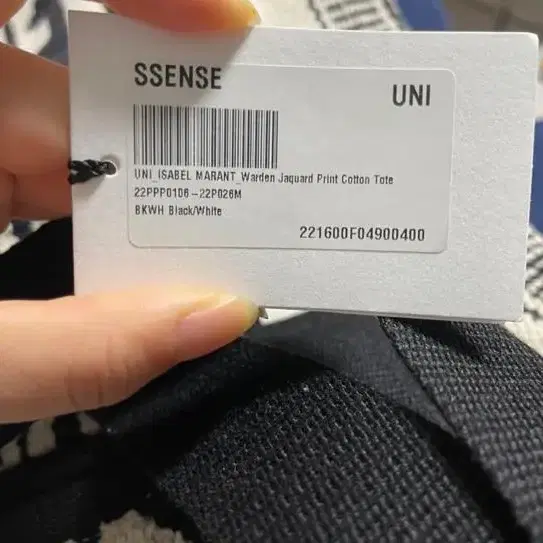 SSENSE
UNI
UNI_ISABEL MARANT_Warden Jaquard Print Cotton Tote
22PPP0106-22P026M
BKWH Black/White
221600F04900400